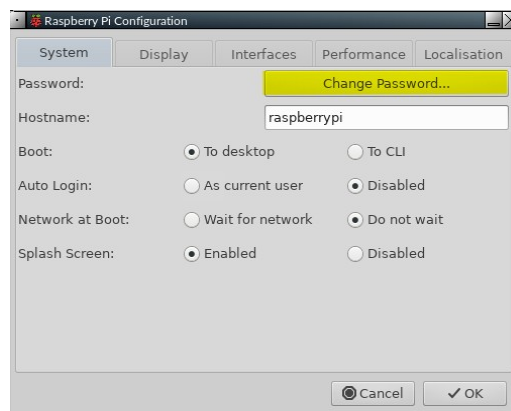 Raspberry Pi Configuration
System Display Interfaces Performance Localisation
Password: Change Password...
Hostname: raspberrypi
Boot: To desktop To CLI
Auto Login: As current user Disabled
Network at Boot: Wait for network Do not wait
Splash Screen: Enabled Disabled
Cancel OK